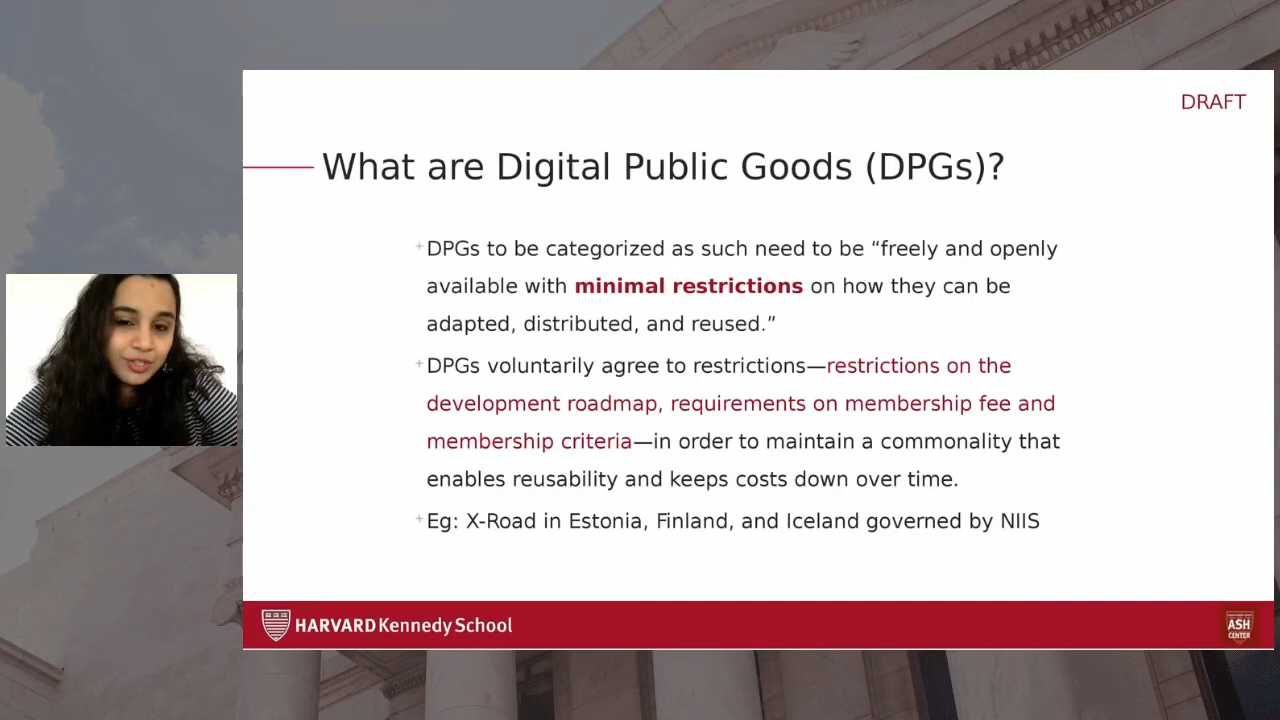 DRAFT
What are Digital Public Goods (DPGs)?
+DPGs to be categorized as such need to be “freely and openly
available with minimal restrictions on how they can be
adapted, distributed, and reused.”
+DPGs voluntarily agree to restrictions—restrictions on the
development roadmap, requirements on membership fee and
membership criteria—in order to maintain a commonality that
enables reusability and keeps costs down over time.
+Eg: X-Road in Estonia, Finland, and Iceland governed by NIIS
HARVARD Kennedy School
ASH
CENTER